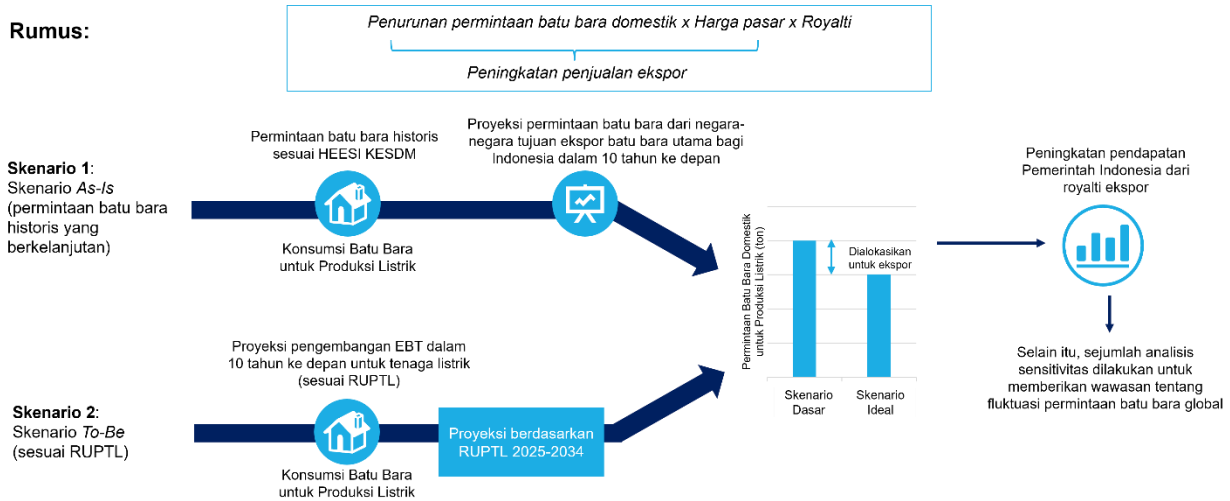 Rumus:
Penurunan permintaan batu bara domestik x Harga pasar x Royalti
Peningkatan penjualan ekspor
Skenario 1:
Skenario As-Is
(permintaan batu bara
historis yang
berkelanjutan)
Permintaan batu bara historis
sesuai HEESI KESDM
Konsumsi Batu Bara
untuk Produksi Listrik
Proyeksi permintaan batu bara dari negara-
negara tujuan ekspor batu bara utama bagi
Indonesia dalam 10 tahun ke depan
Skenario 2:
Skenario To-Be
(sesuai RUPTL)
Proyeksi pengembangan EBT dalam
10 tahun ke depan untuk tenaga listrik
(sesuai RUPTL)
Konsumsi Batu Bara
untuk Produksi Listrik
Proyeksi berdasarkan
RUPTL 2025-2034
Permintaan Batu Bara Domestik
untuk Produksi Listrik (ton)
Dialokasikan
untuk ekspor
Skenario
Dasar
Skenario
Ideal
Peningkatan pendapatan
Pemerintah Indonesia dari
royalti ekspor
Selain itu, sejumlah analisis
sensitivitas dilakukan untuk
memberikan wawasan tentang
fluktuasi permintaan batu bara global